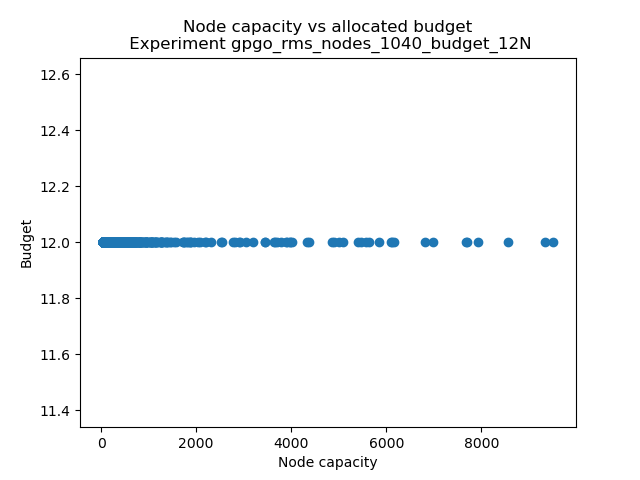 Node capacity vs allocated budget
Experiment gpgo_rms_nodes_1040_budget_12N
12.6
12.4
12.2
12.0
11.8
11.6
11.4
Budget
0 2000 4000 6000 8000
Node capacity